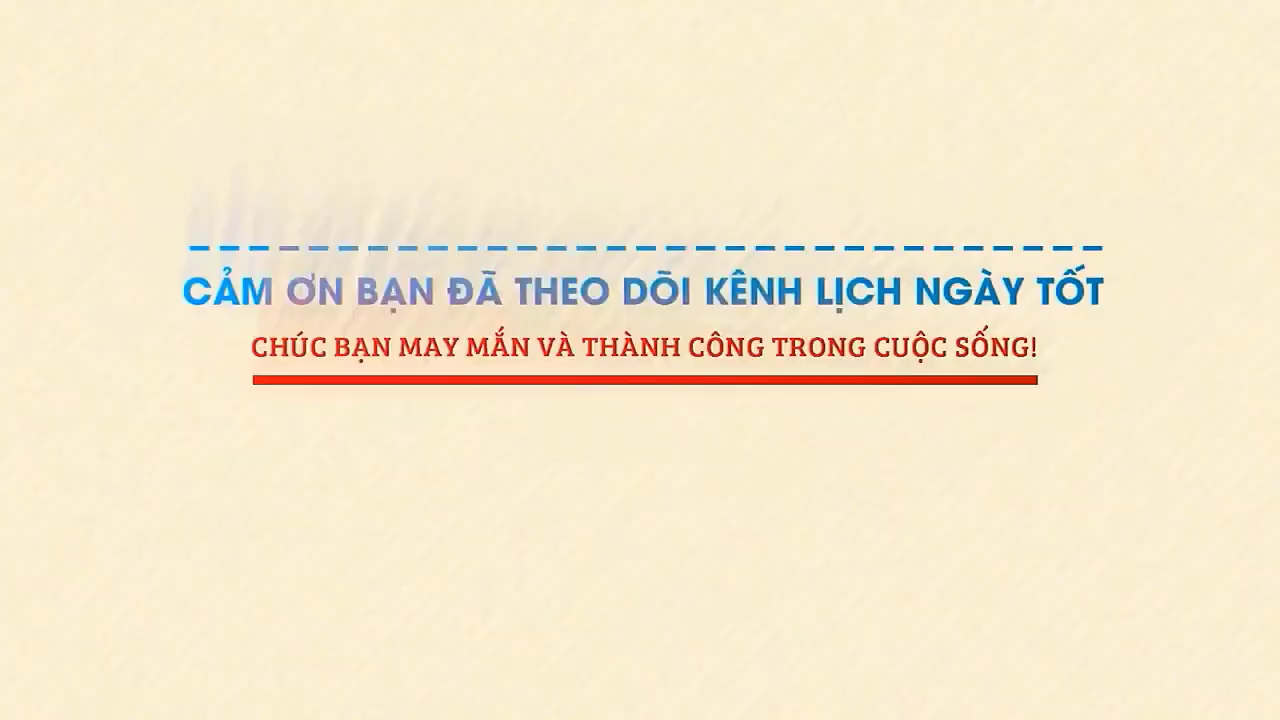 CẢM ƠN BẠN ĐÃ THEO DÕI KÊNH LỊCH NGÀY TỐT
CHÚC BẠN MAY MẮN VÀ THÀNH CÔNG TRONG CUỘC SỐNG!